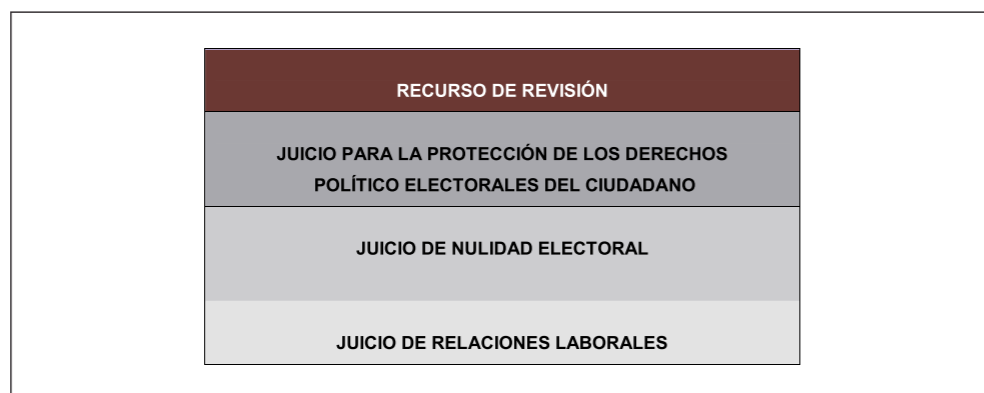 RECURSO DE REVISIÓN
JUICIO PARA LA PROTECCIÓN DE LOS DERECHOS
POLÍTICO ELECTORALES DEL CIUDADANO
JUICIO DE NULIDAD ELECTORAL
JUICIO DE RELACIONES LABORALES